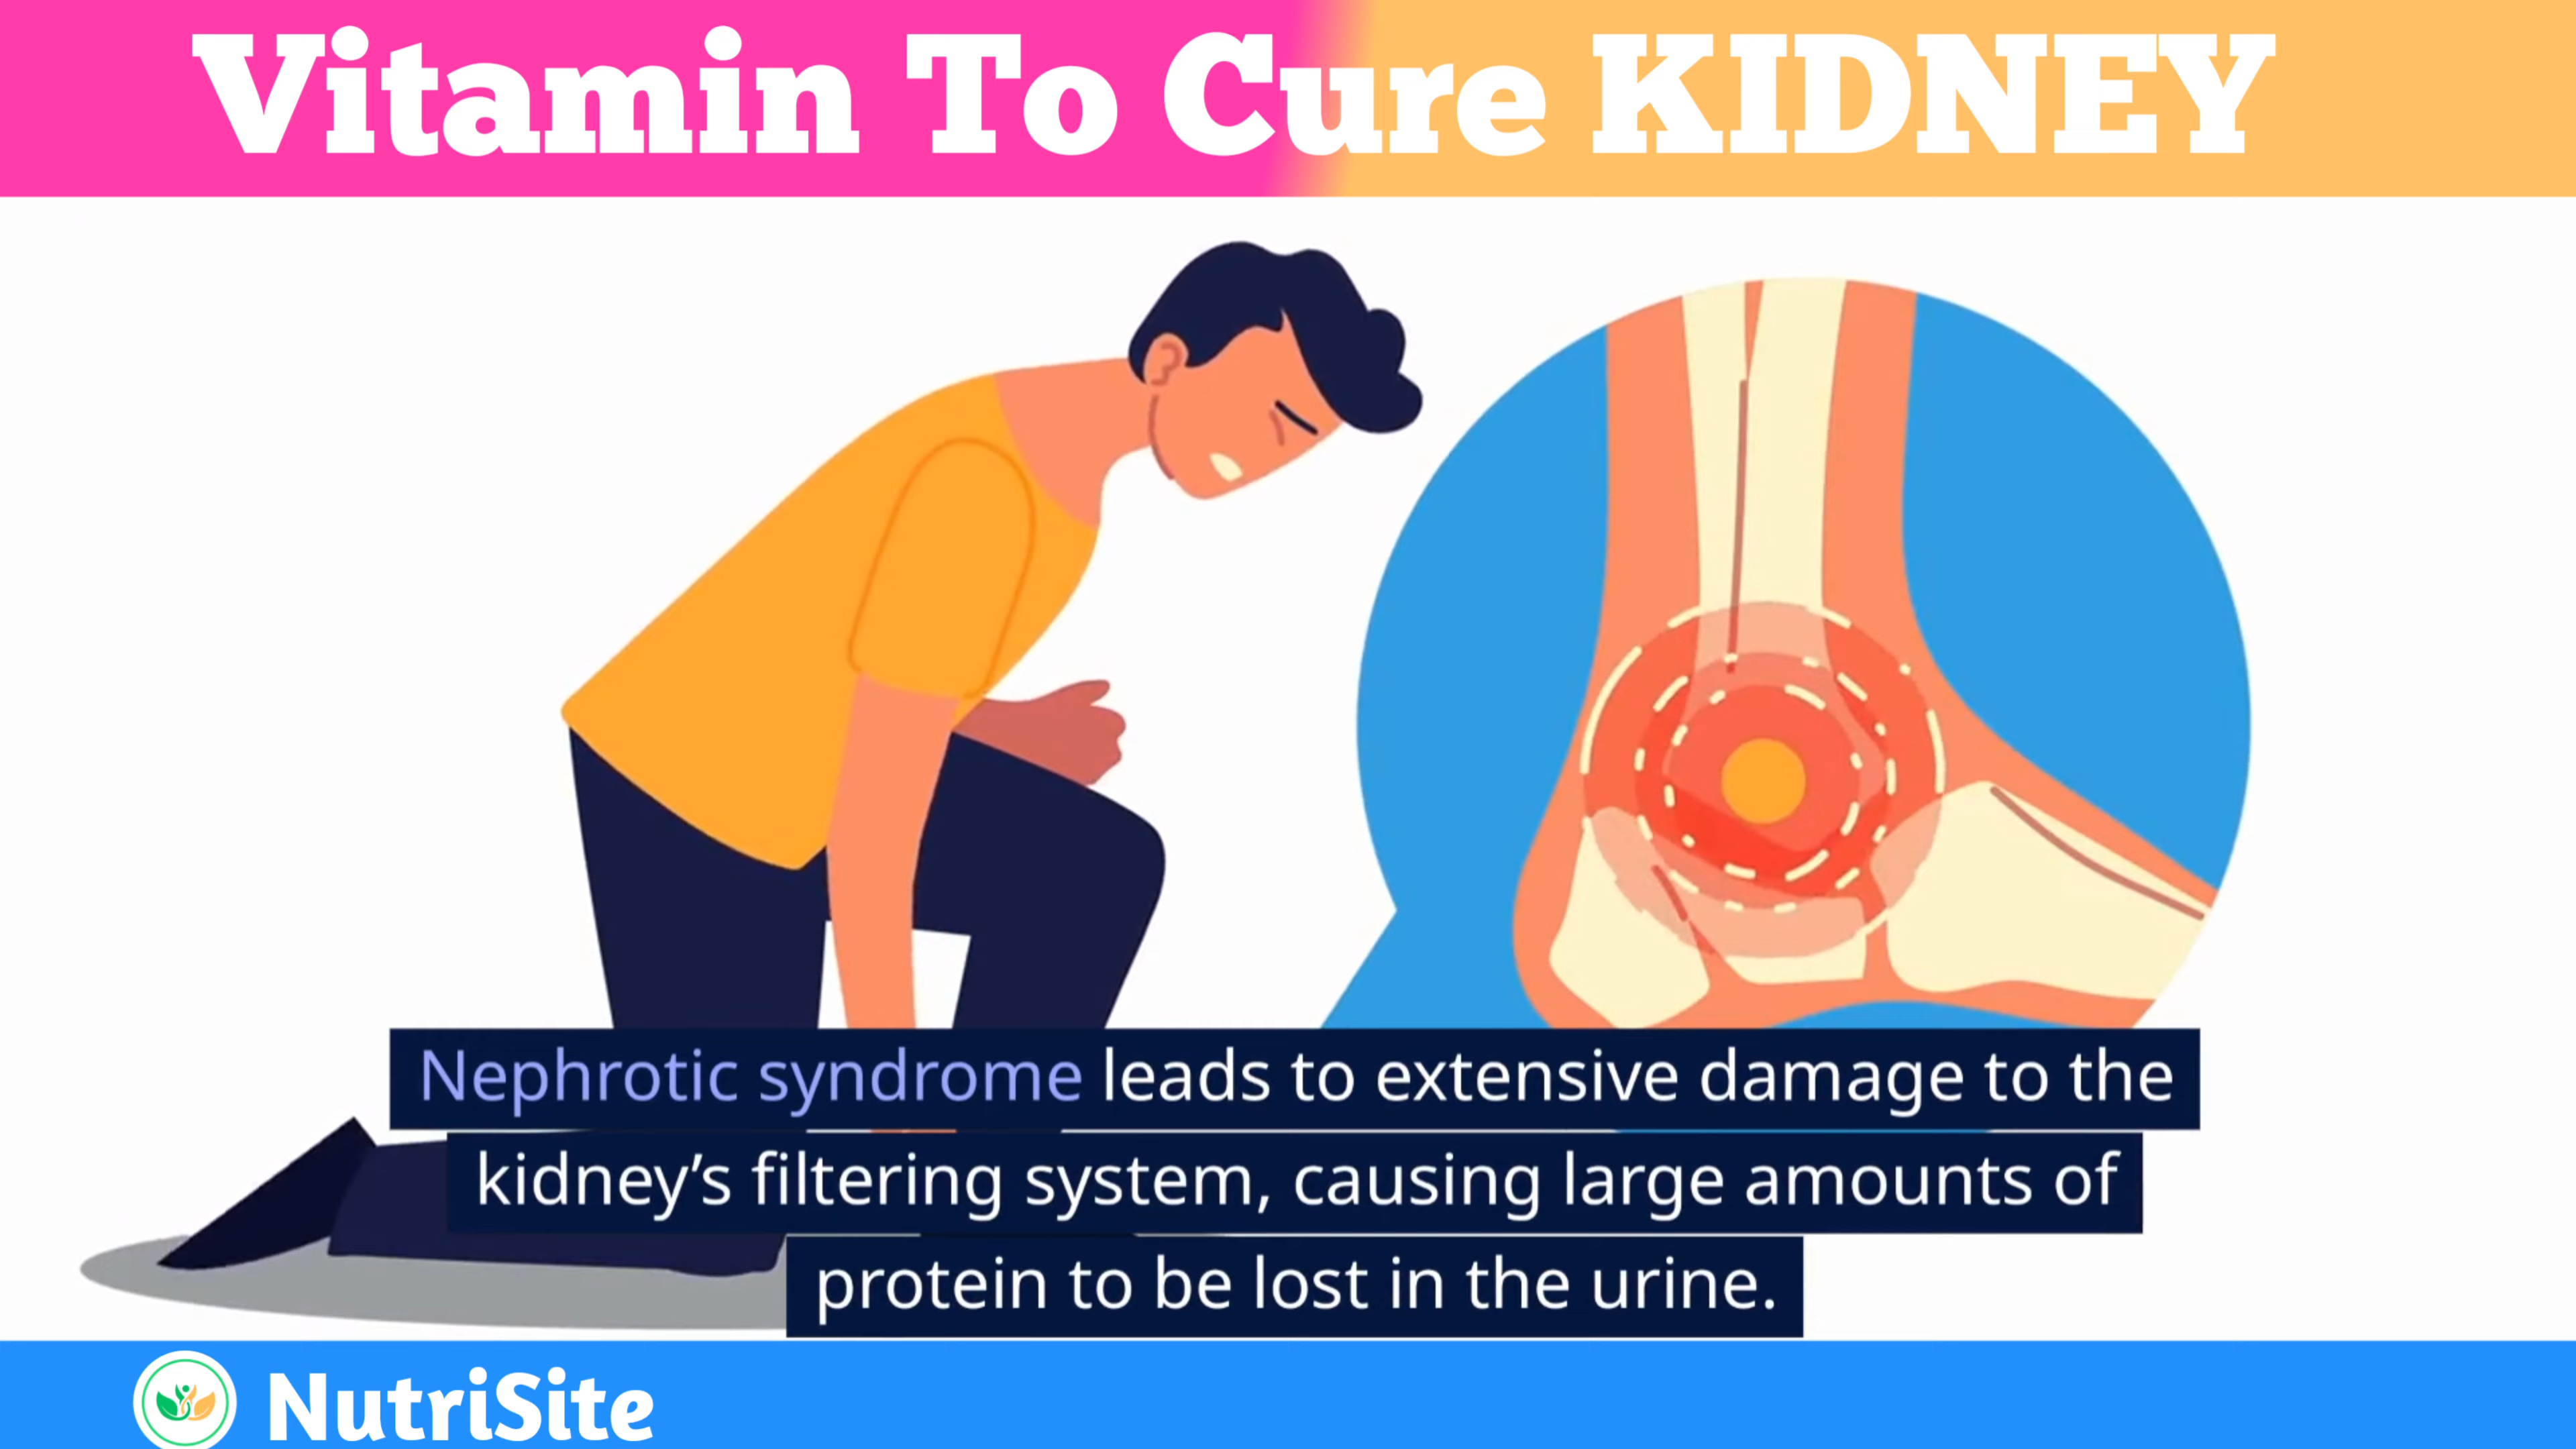 Vitamin To Cure KIDNEY
Nephrotic syndrome leads to extensive damage to the
kidney’s filtering system, causing large amounts of
protein to be lost in the urine.
NutriSite